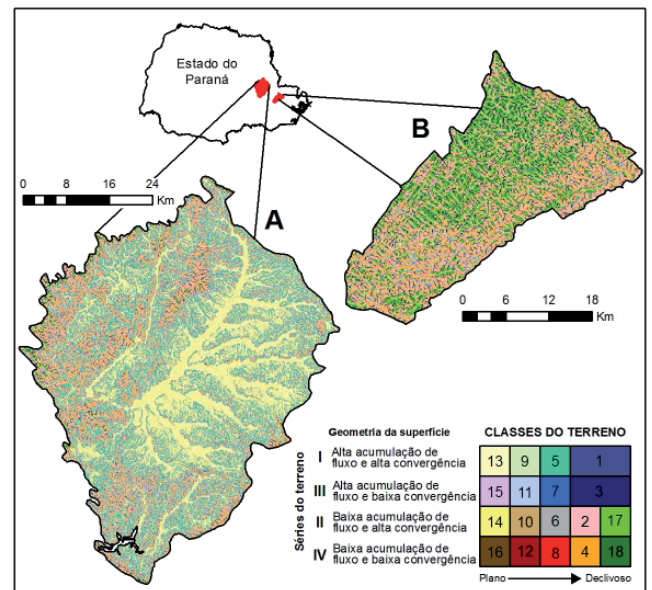 Estado do
Paraná
B
0 4 8 16 24
Km
A
0 3 6 12 18
Km
Geometria da superfície
CLASSES DO TERRENO
Séries do terreno
I Alta acumulação de
fluxo e alta convergência
13 9 5 1
III Alta acumulação de
fluxo e baixa convergência
15 11 7 3
II Baixa acumulação de
fluxo e alta convergência
14 10 6 2 17
IV Baixa acumulação de
fluxo e baixa convergência
16 12 8 4 18
Plano Declivoso